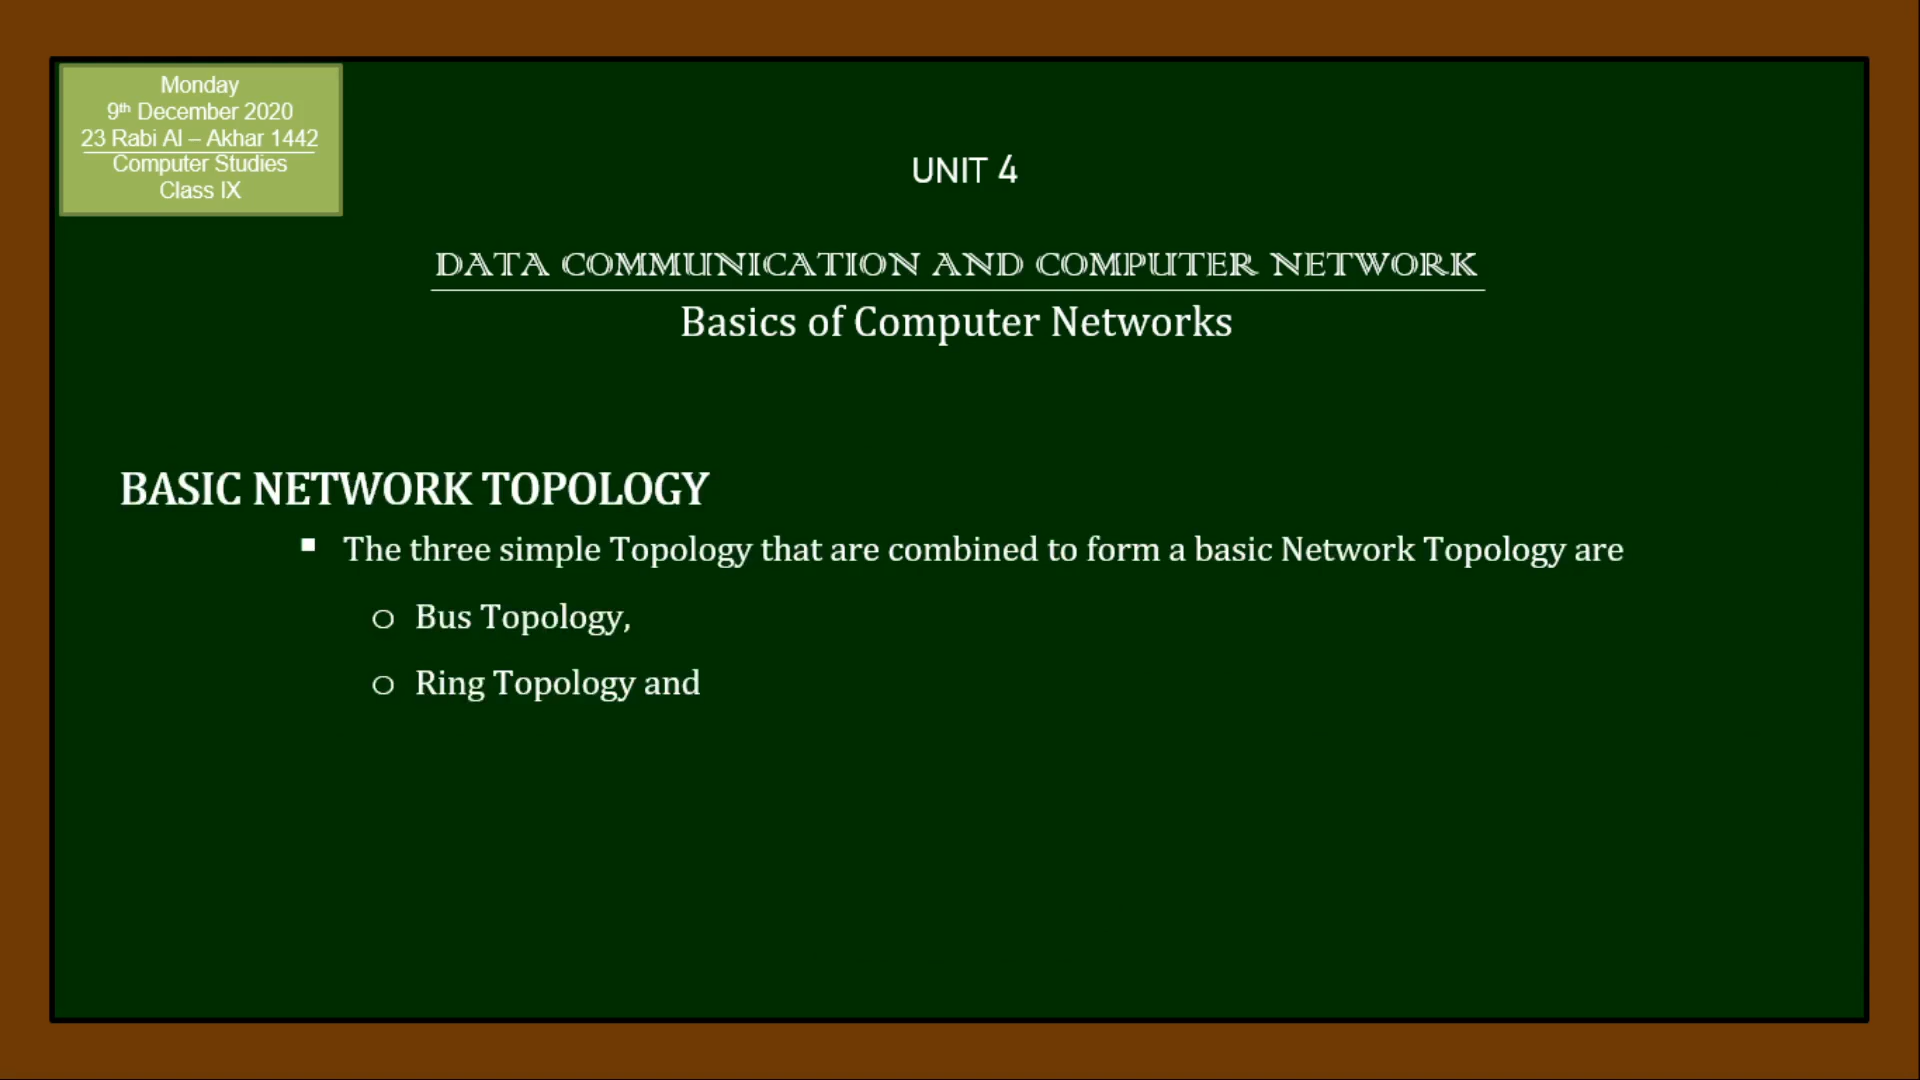 Monday
9th December 2020
23 Rabi Al – Akhar 1442
Computer Studies
Class IX
UNIT 4
DATA COMMUNICATION AND COMPUTER NETWORK
Basics of Computer Networks
BASIC NETWORK TOPOLOGY
▪ The three simple Topology that are combined to form a basic Network Topology are
o Bus Topology,
o Ring Topology and